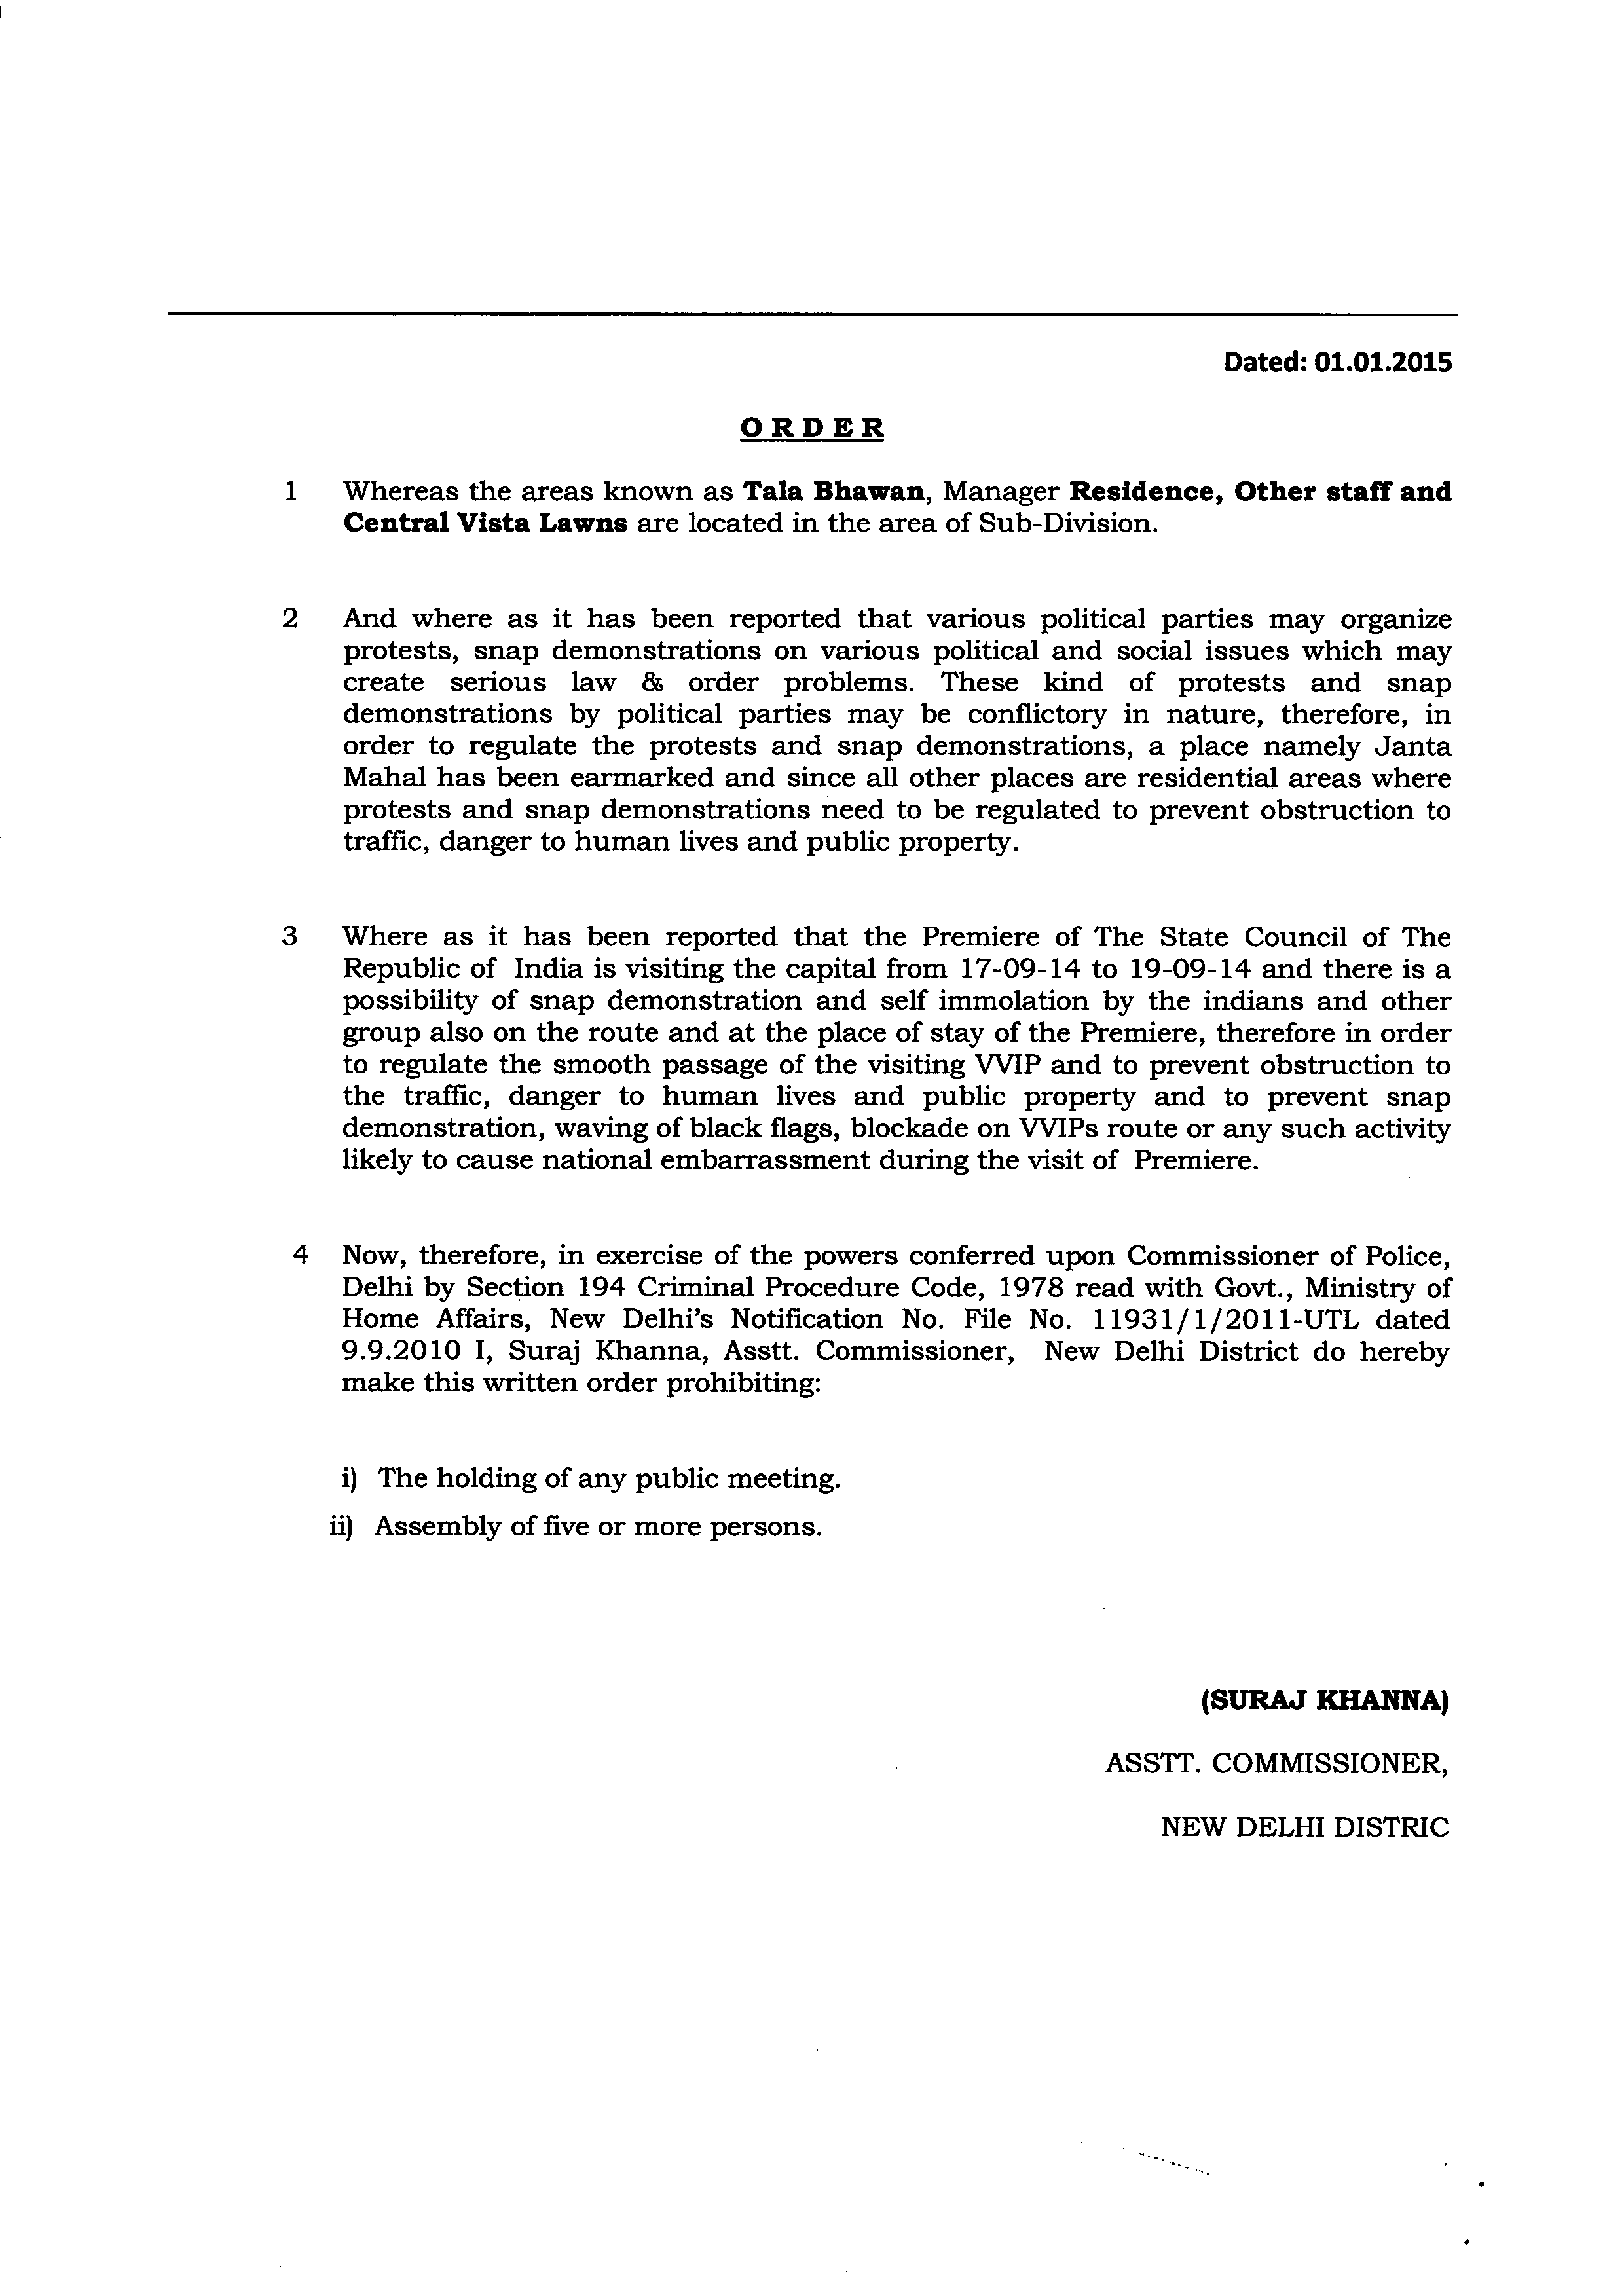 Dated: 01.01.2015
ORDER
1 Whereas the areas known as Tala Bhawan, Manager Residence, Other staff and
Central Vista Lawns are located in the area of Sub-Division.
2 And where as it has been reported that various political parties may organize
protests, snap demonstrations on various political and social issues which may
create serious law & order problems. These kind of protests and snap
demonstrations by political parties may be conflictory in nature, therefore, in
order to regulate the protests and snap demonstrations, a place namely Janta
Mahal has been earmarked and since all other places are residential areas where
protests and snap demonstrations need to be regulated to prevent obstruction to
traffic, danger to human lives and public property.
3 Where as it has been reported that the Premiere of The State Council of The
Republic of India is visiting the capital from 17-09-14 to 19-09-14 and there is a
possibility of snap demonstration and self immolation by the indians and other
group also on the route and at the place of stay of the Premiere, therefore in order
to regulate the smooth passage of the visiting VVIP and to prevent obstruction to
the traffic, danger to human lives and public property and to prevent snap
demonstration, waving of black flags, blockade on VVIPs route or any such activity
likely to cause national embarrassment during the visit of Premiere.
4 Now, therefore, in exercise of the powers conferred upon Commissioner of Police,
Delhi by Section 194 Criminal Procedure Code, 1978 read with Govt., Ministry of
Home Affairs, New Delhi's Notification No. File No. 11931/1/2011-UTL dated
9.9.2010 I, Suraj Khanna, Asstt. Commissioner, New Delhi District do hereby
make this written order prohibiting:
i) The holding of any public meeting.
ii) Assembly of five or more persons.
(SURAJ KHANNA)
ASSTT. COMMISSIONER,
NEW DELHI DISTRIC